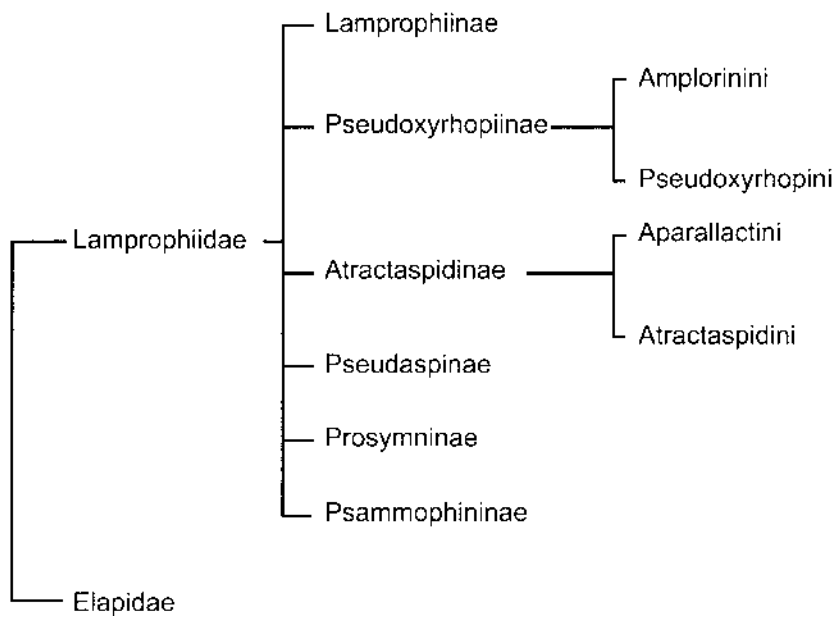 Lamprophiinae
Amplorinini
Pseudoxyrhopiinae
Pseudoxyrhopini
Aparallactini
Lamprophiidae
Atractaspidinae
Atractaspidini
Pseudaspinae
Prosymninae
Psammophininae
Elapidae